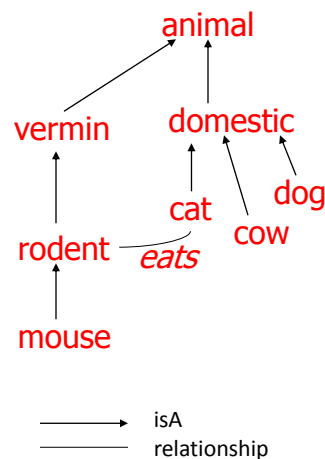 animal
vermin
domestic
cat
dog
rodent
eats
cow
mouse
isA
relationship